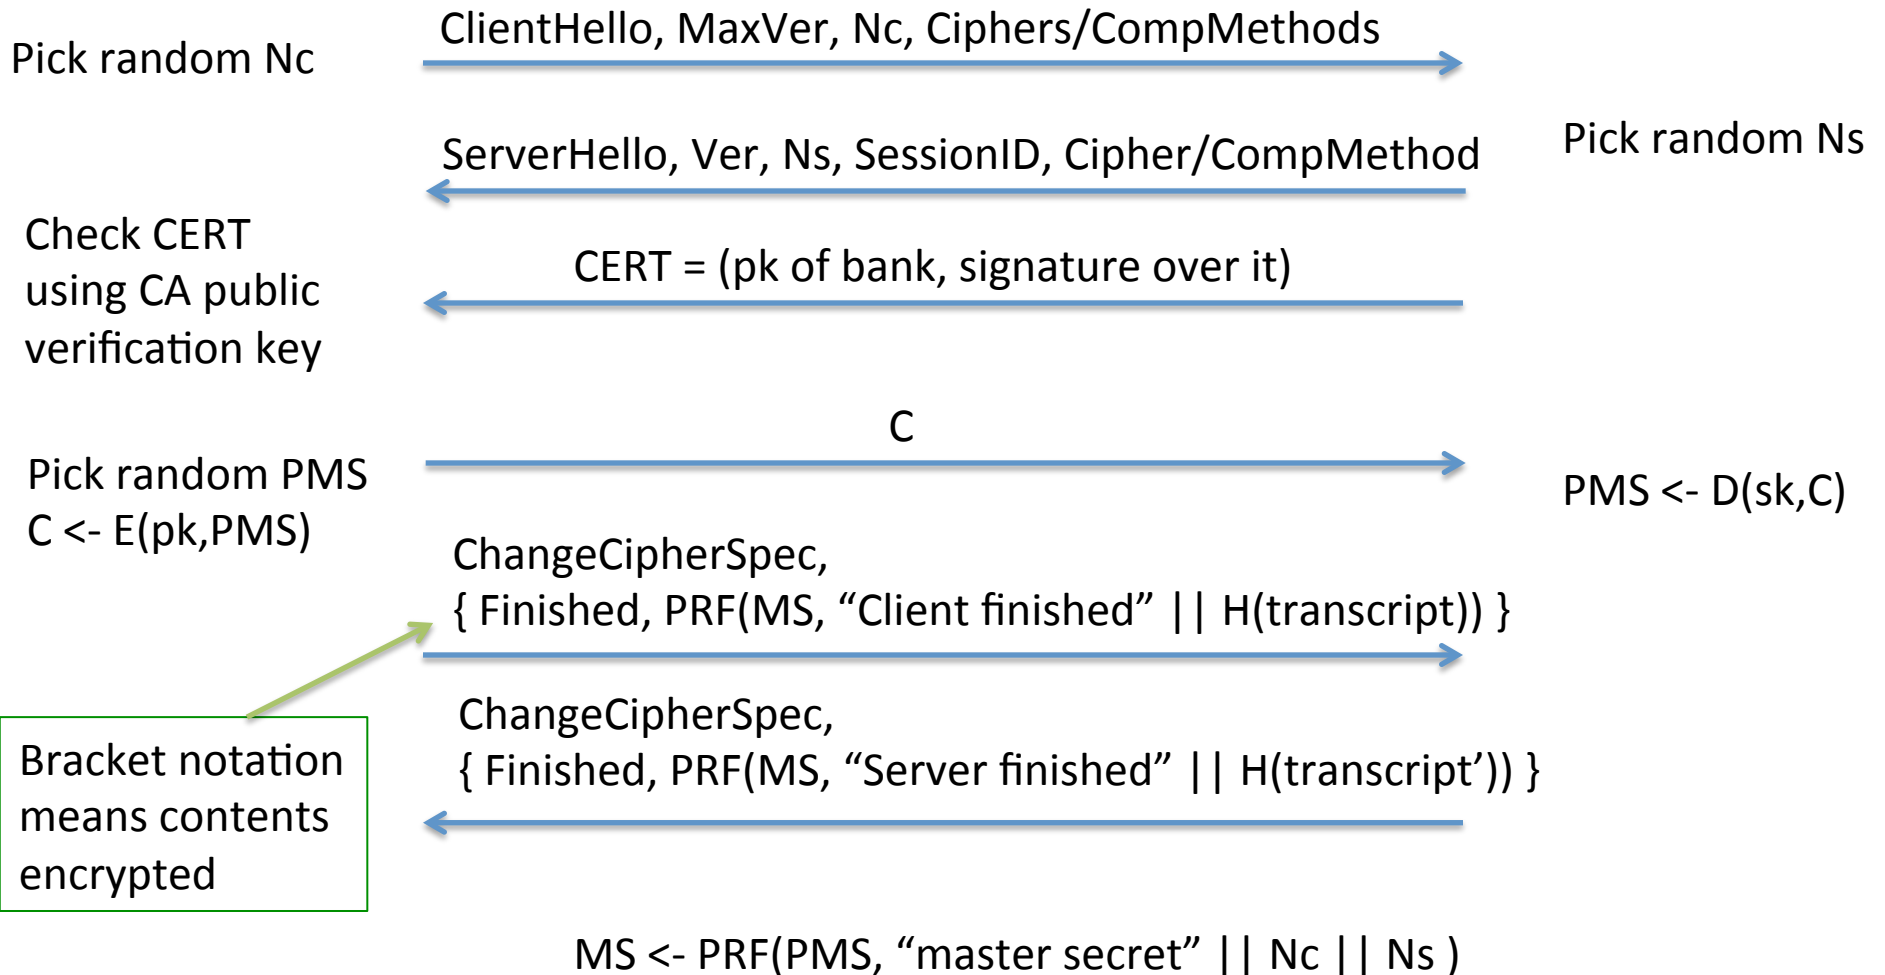 Pick random Nc
ClientHello, MaxVer, Nc, Ciphers/CompMethods
ServerHello, Ver, Ns, SessionID, Cipher/CompMethod
Pick random Ns
Check CERT
using CA public
verification key
CERT = (pk of bank, signature over it)
C
Pick random PMS
C <- E(pk,PMS)
PMS <- D(sk,C)
ChangeCipherSpec,
{ Finished, PRF(MS, “Client finished” || H(transcript)) }
ChangeCipherSpec,
{ Finished, PRF(MS, “Server finished” || H(transcript’)) }
Bracket notation
means contents
encrypted
MS <- PRF(PMS, “master secret” || Nc || Ns )